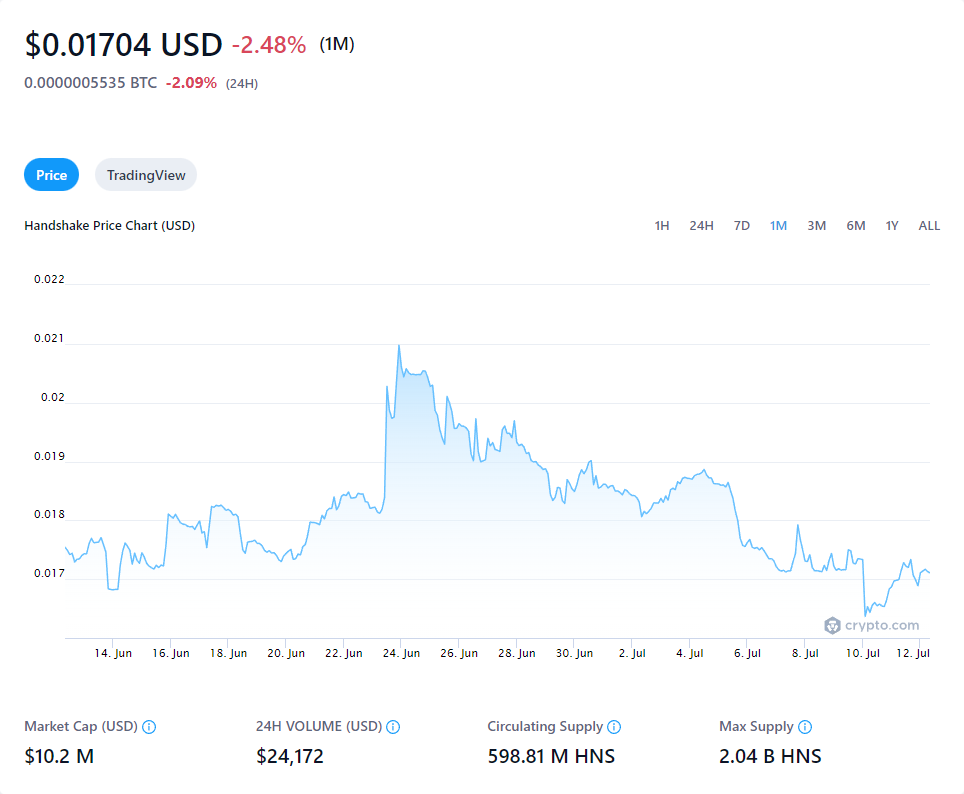 $0.01704 USD -2.48% (1M)
0.0000005535 BTC -2.09% (24H)
Price TradingView
Handshake Price Chart (USD) 1H 24H 7D 1M 3M 6M 1Y ALL
0.022
0.021
0.02
0.019
0.018
0.017
crypto.com
14. Jun 16. Jun 18. Jun 20. Jun 22. Jun 24. Jun 26. Jun 28. Jun 30. Jun 2. Jul 4. Jul 6. Jul 8. Jul 10. Jul 12. Jul
Market Cap (USD) 24H VOLUME (USD) Circulating Supply Max Supply
$10.2 M $24,172 598.81 M HNS 2.04 B HNS